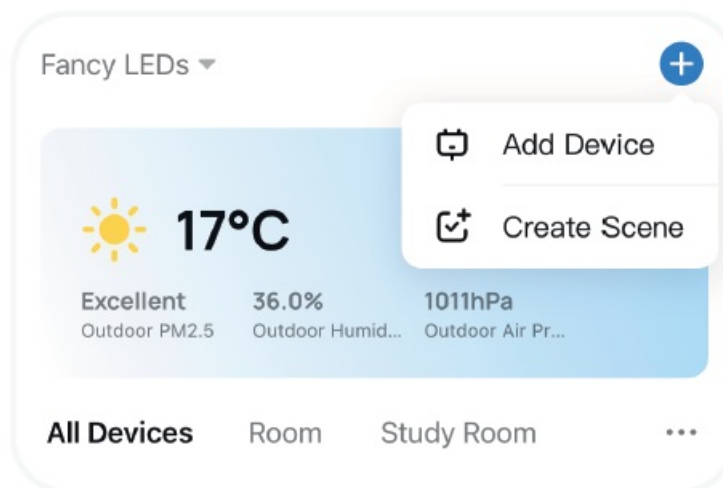 Fancy LEDs
Add Device
Create Scene
17°C
Excellent
36.0%
1011hPa
Outdoor PM2.5
Outdoor Humid...
Outdoor Air Pr...
All Devices
Room
Study Room